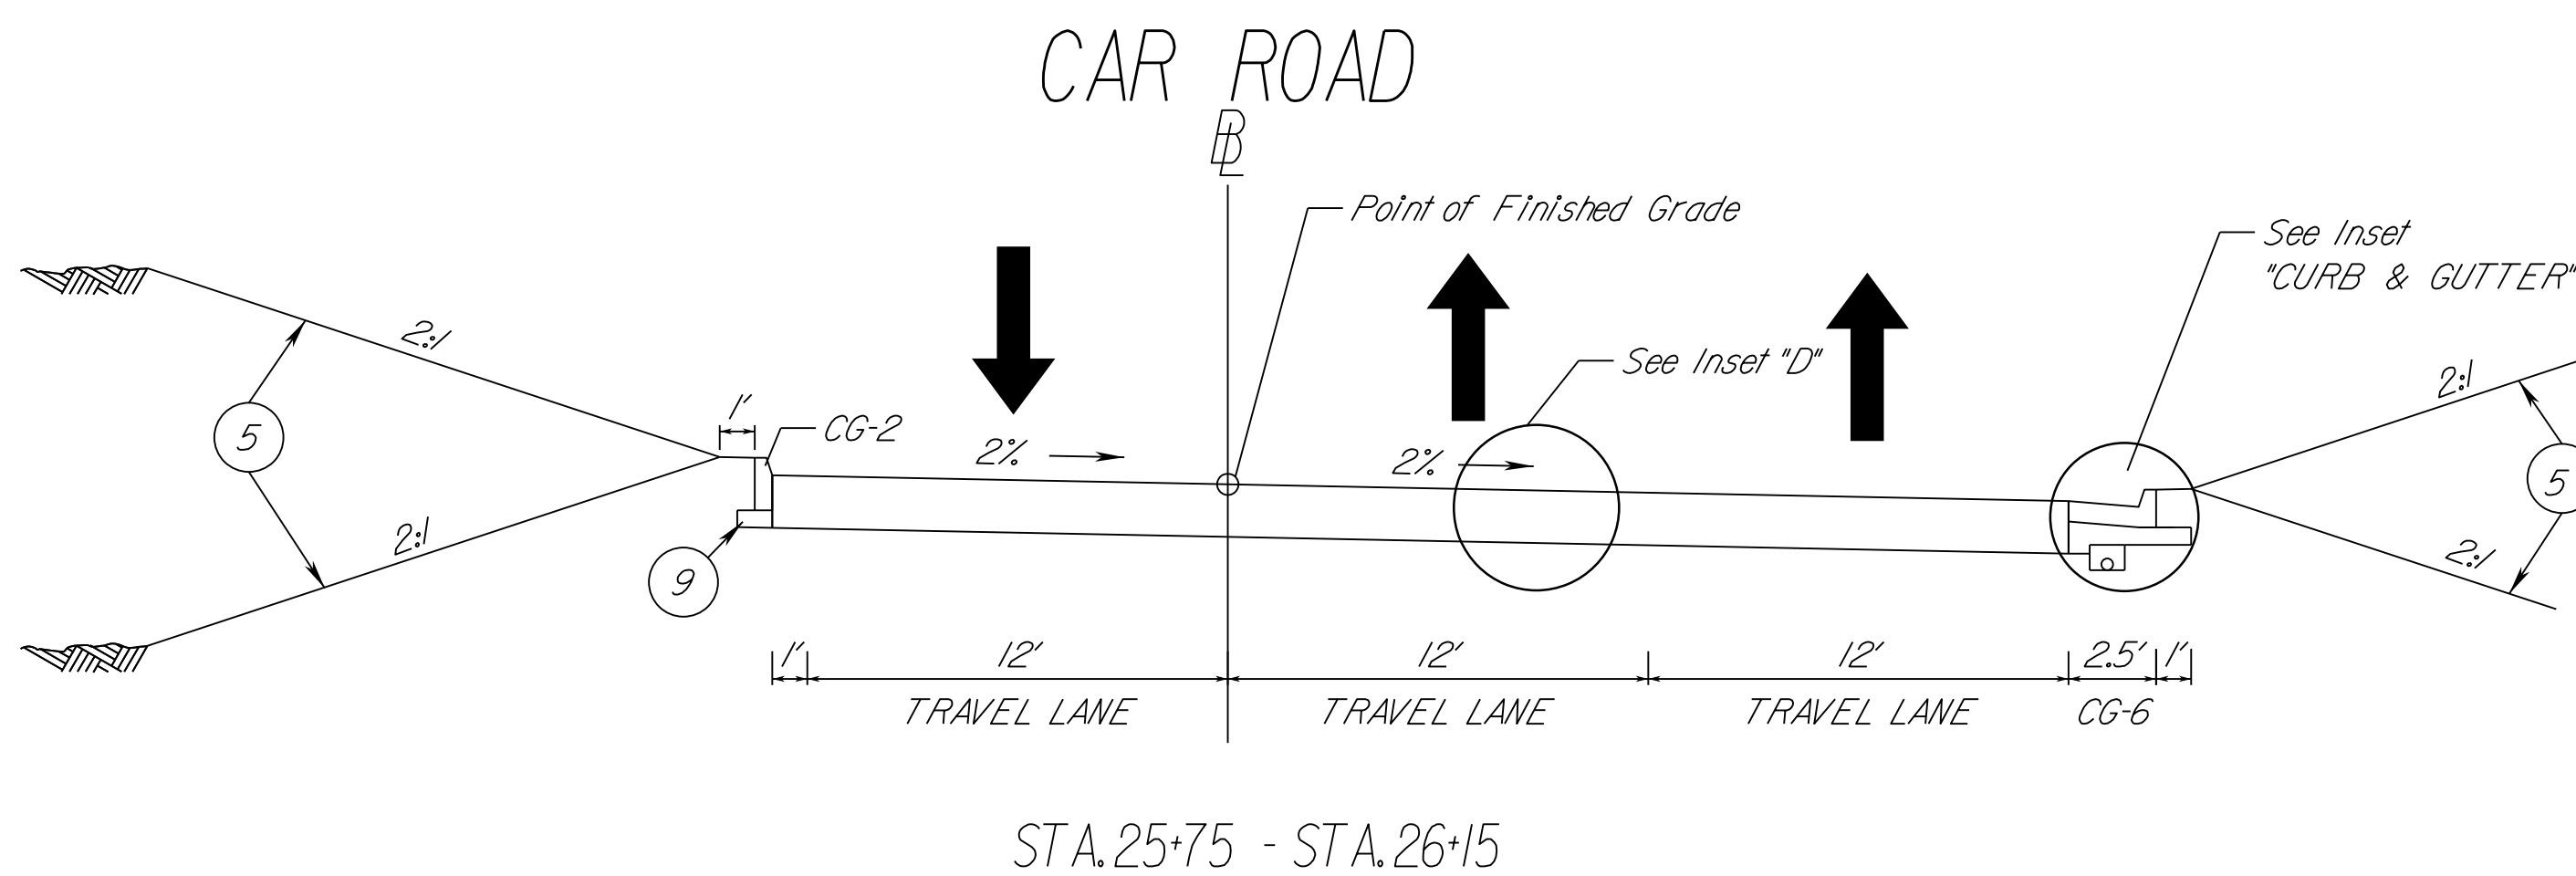 CAR ROAD
BL
Point of Finished Grade
See Inset
"CURB & GUTTER"
2:1
See Inset "D"
2:1
1'
CG-2
5
2%
2%
5
2:1
2:1
9
1'
12'
12'
12'
2.5'
1'
TRAVEL LANE
TRAVEL LANE
TRAVEL LANE
CG-6
STA. 25+75 - STA. 26+15